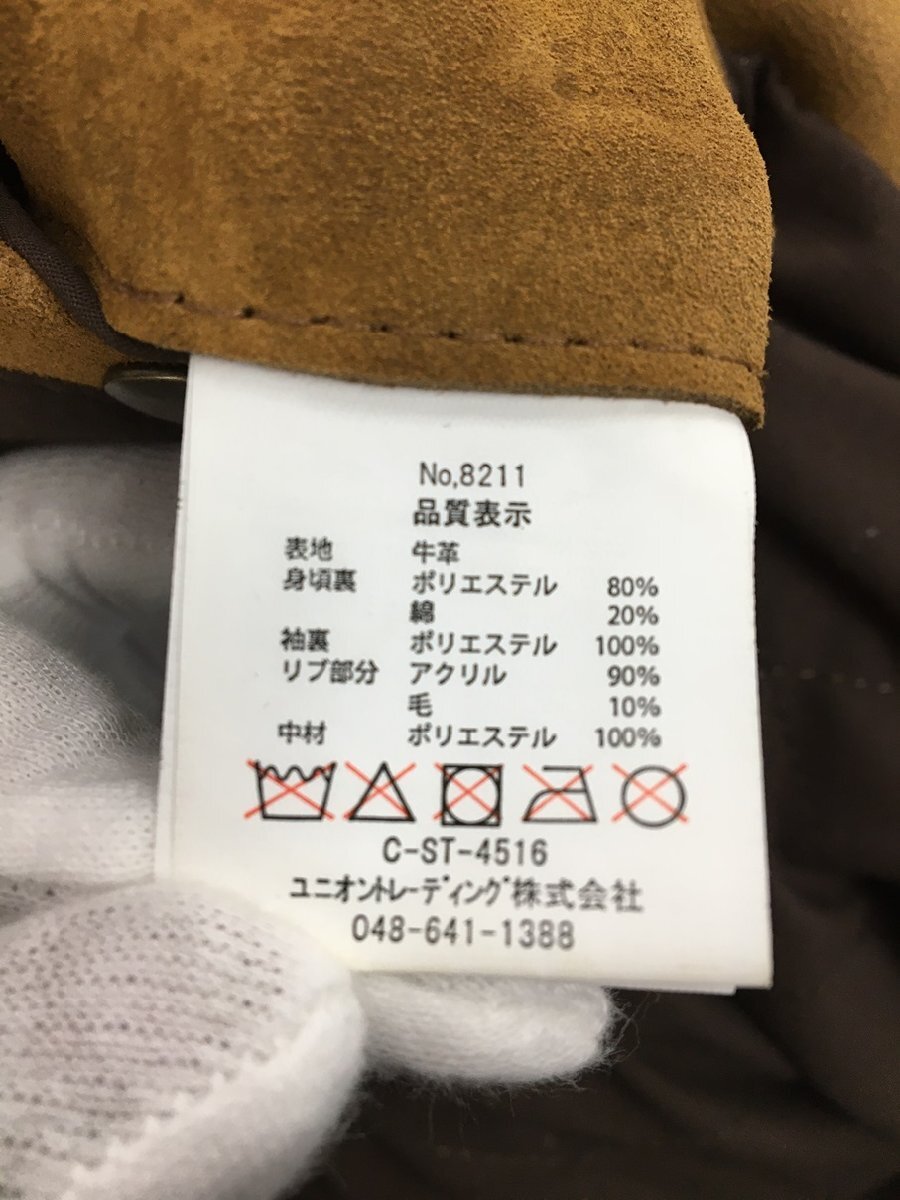 No,8211
品質表示
表地 牛革
身頃裏 ポリエステル 80%
綿 20%
袖裏 ポリエステル 100%
リブ部分 アクリル 90%
毛 10%
中材 ポリエステル 100%
C-ST-4516
ユニオントレーディング株式会社
048-641-1388